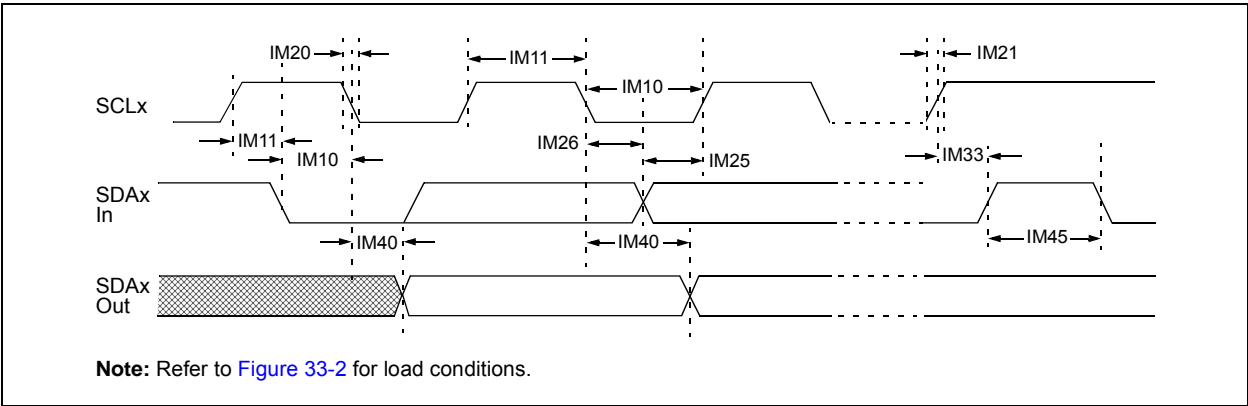 IM20
IM11
IM21
IM10
SCLx
IM11
IM26
IM10
IM25
IM33
SDAx
In
IM40
IM40
IM45
SDAx
Out
Note: Refer to Figure 33-2 for load conditions.